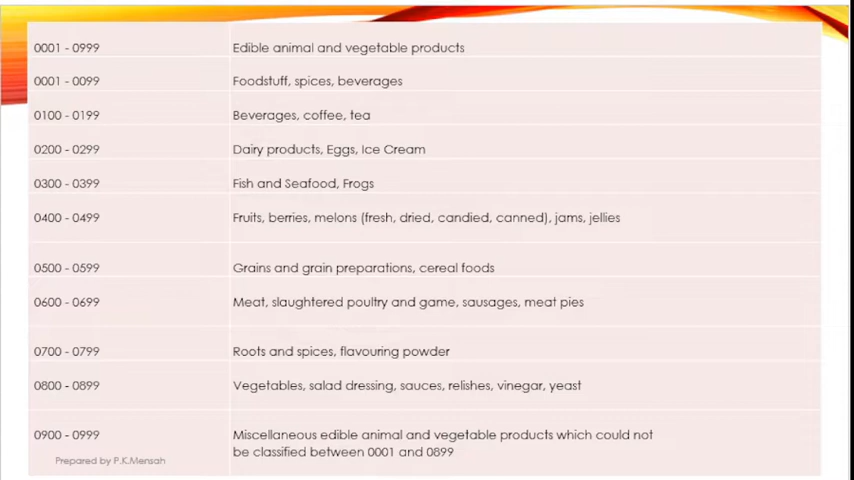 0001 - 0999 Edible animal and vegetable products
0001 - 0099 Foodstuff, spices, beverages
0100 - 0199 Beverages, coffee, tea
0200 - 0299 Dairy products, Eggs, Ice Cream
0300 - 0399 Fish and Seafood, Frogs
0400 - 0499 Fruits, berries, melons (fresh, dried, candied, canned), jams, jellies
0500 - 0599 Grains and grain preparations, cereal foods
0600 - 0699 Meat, slaughtered poultry and game, sausages, meat pies
0700 - 0799 Roots and spices, flavouring powder
0800 - 0899 Vegetables, salad dressing, sauces, relishes, vinegar, yeast
0900 - 0999 Miscellaneous edible animal and vegetable products which could not
be classified between 0001 and 0899
Prepared by P.K.Mensah